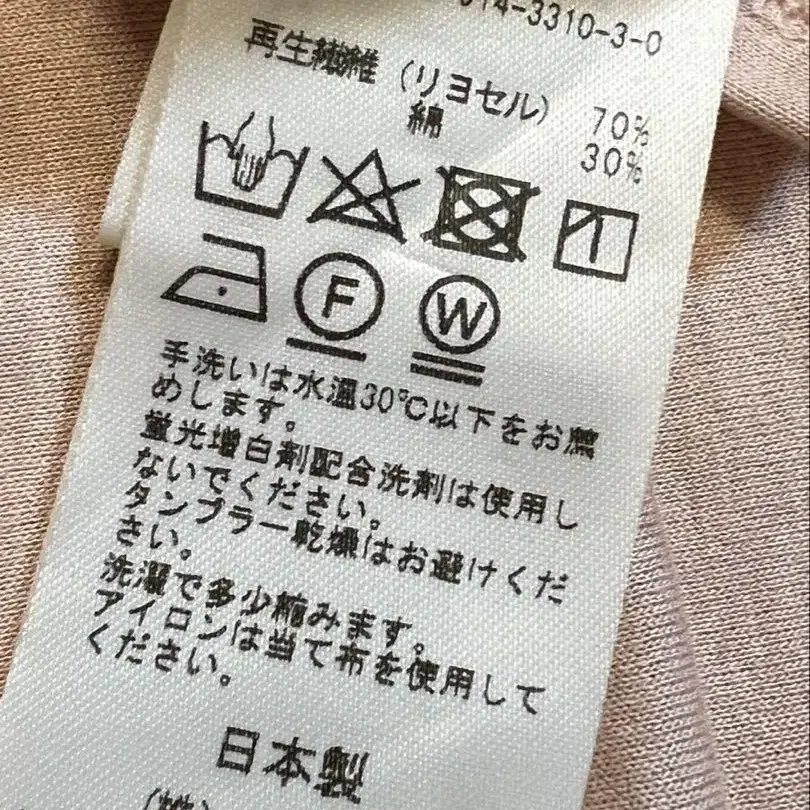 14-3310-3-0
再生繊維(リヨセル) 70%
綿 30%
F W
手洗いは水温30℃以下をお薦
めします。
蛍光増白剤配合洗剤は使用し
ないでください。
タンブラー乾燥はお避けくだ
さい。
洗濯で多少縮みます。
アイロンは当て布を使用して
ください。
日本製